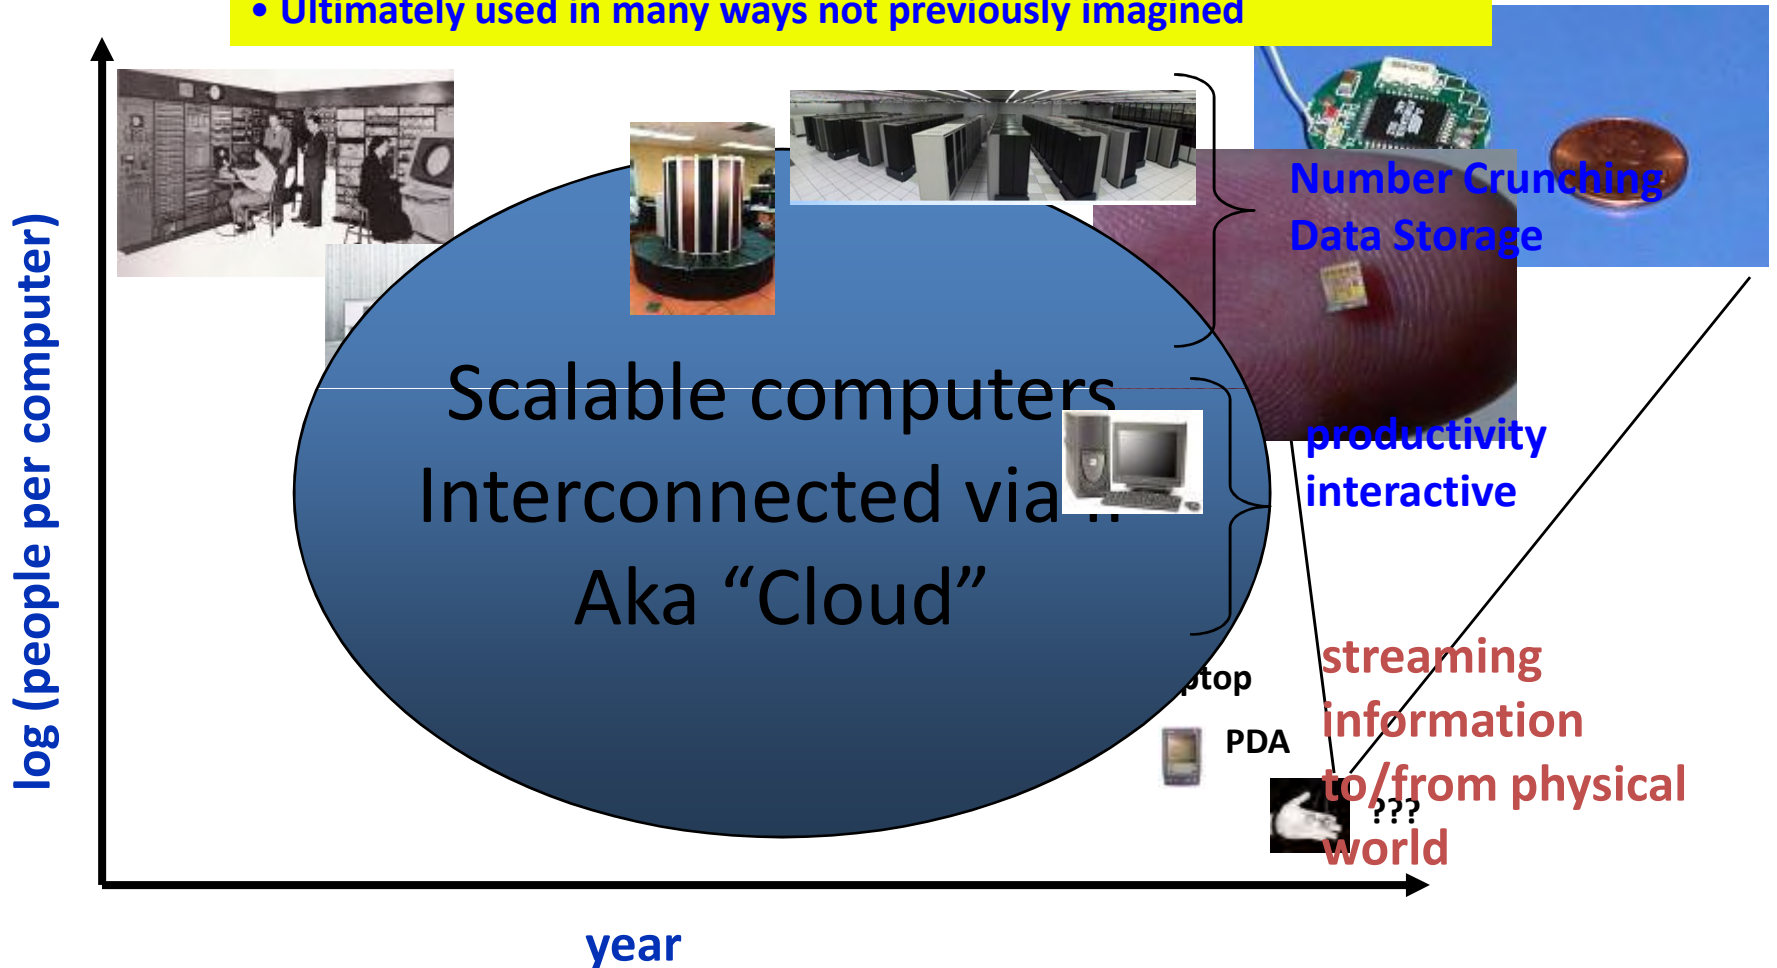 • Ultimately used in many ways not previously imagined
log (people per computer)
Number Crunching
Data Storage
Scalable computers
Interconnected via
Aka “Cloud”
productivity
interactive
ptop
PDA
streaming
information
to/from physical
world
???
year